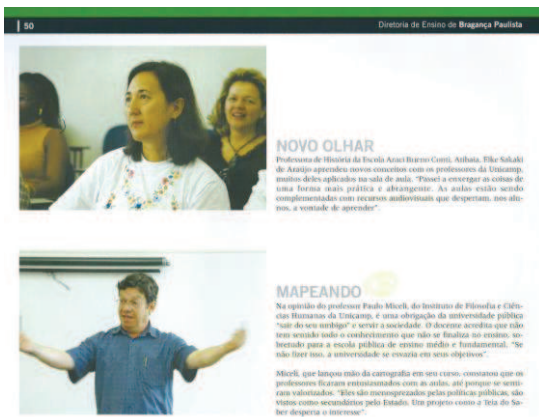 50
Diretoria de Ensino de Bragança Paulista
NOVO OLHAR
Professora de História da Escola Azaci Bueno Conti, Atibaia, Elke Sakaki
de Araújo aprendeu novos conceitos com os professores da Unicamp,
muitos deles aplicados na sala de aula. "Passei a enxergar as coisas de
uma forma mais prática e abrangente. As aulas estão sendo
complementadas com recursos audiovisuais que despertam, nos alu-
nos, a vontade de aprender".
MAPEANDO
Na opinião do professor Paulo Miceli, do Instituto de Filosofia e Ciên-
cias Humanas da Unicamp, é uma obrigação da universidade pública
"sair do seu umbigo" e servir a sociedade. O docente acredita que não
tem sentido todo o conhecimento que não se finaliza no ensino, so-
bretudo para a escola pública de ensino médio e fundamental. "Se
não fizer isso, a universidade se esvazia em seus objetivos".
Miceli, que lançou mão da cartografia em seu curso, constatou que os
professores ficaram entusiasmados com as aulas, até porque se senti-
ram valorizados. "Eles são menosprezados pelas políticas públicas, são
vistos como secundários pelo Estado. Um projeto como a Teia do Sa-
ber desperta o interesse".